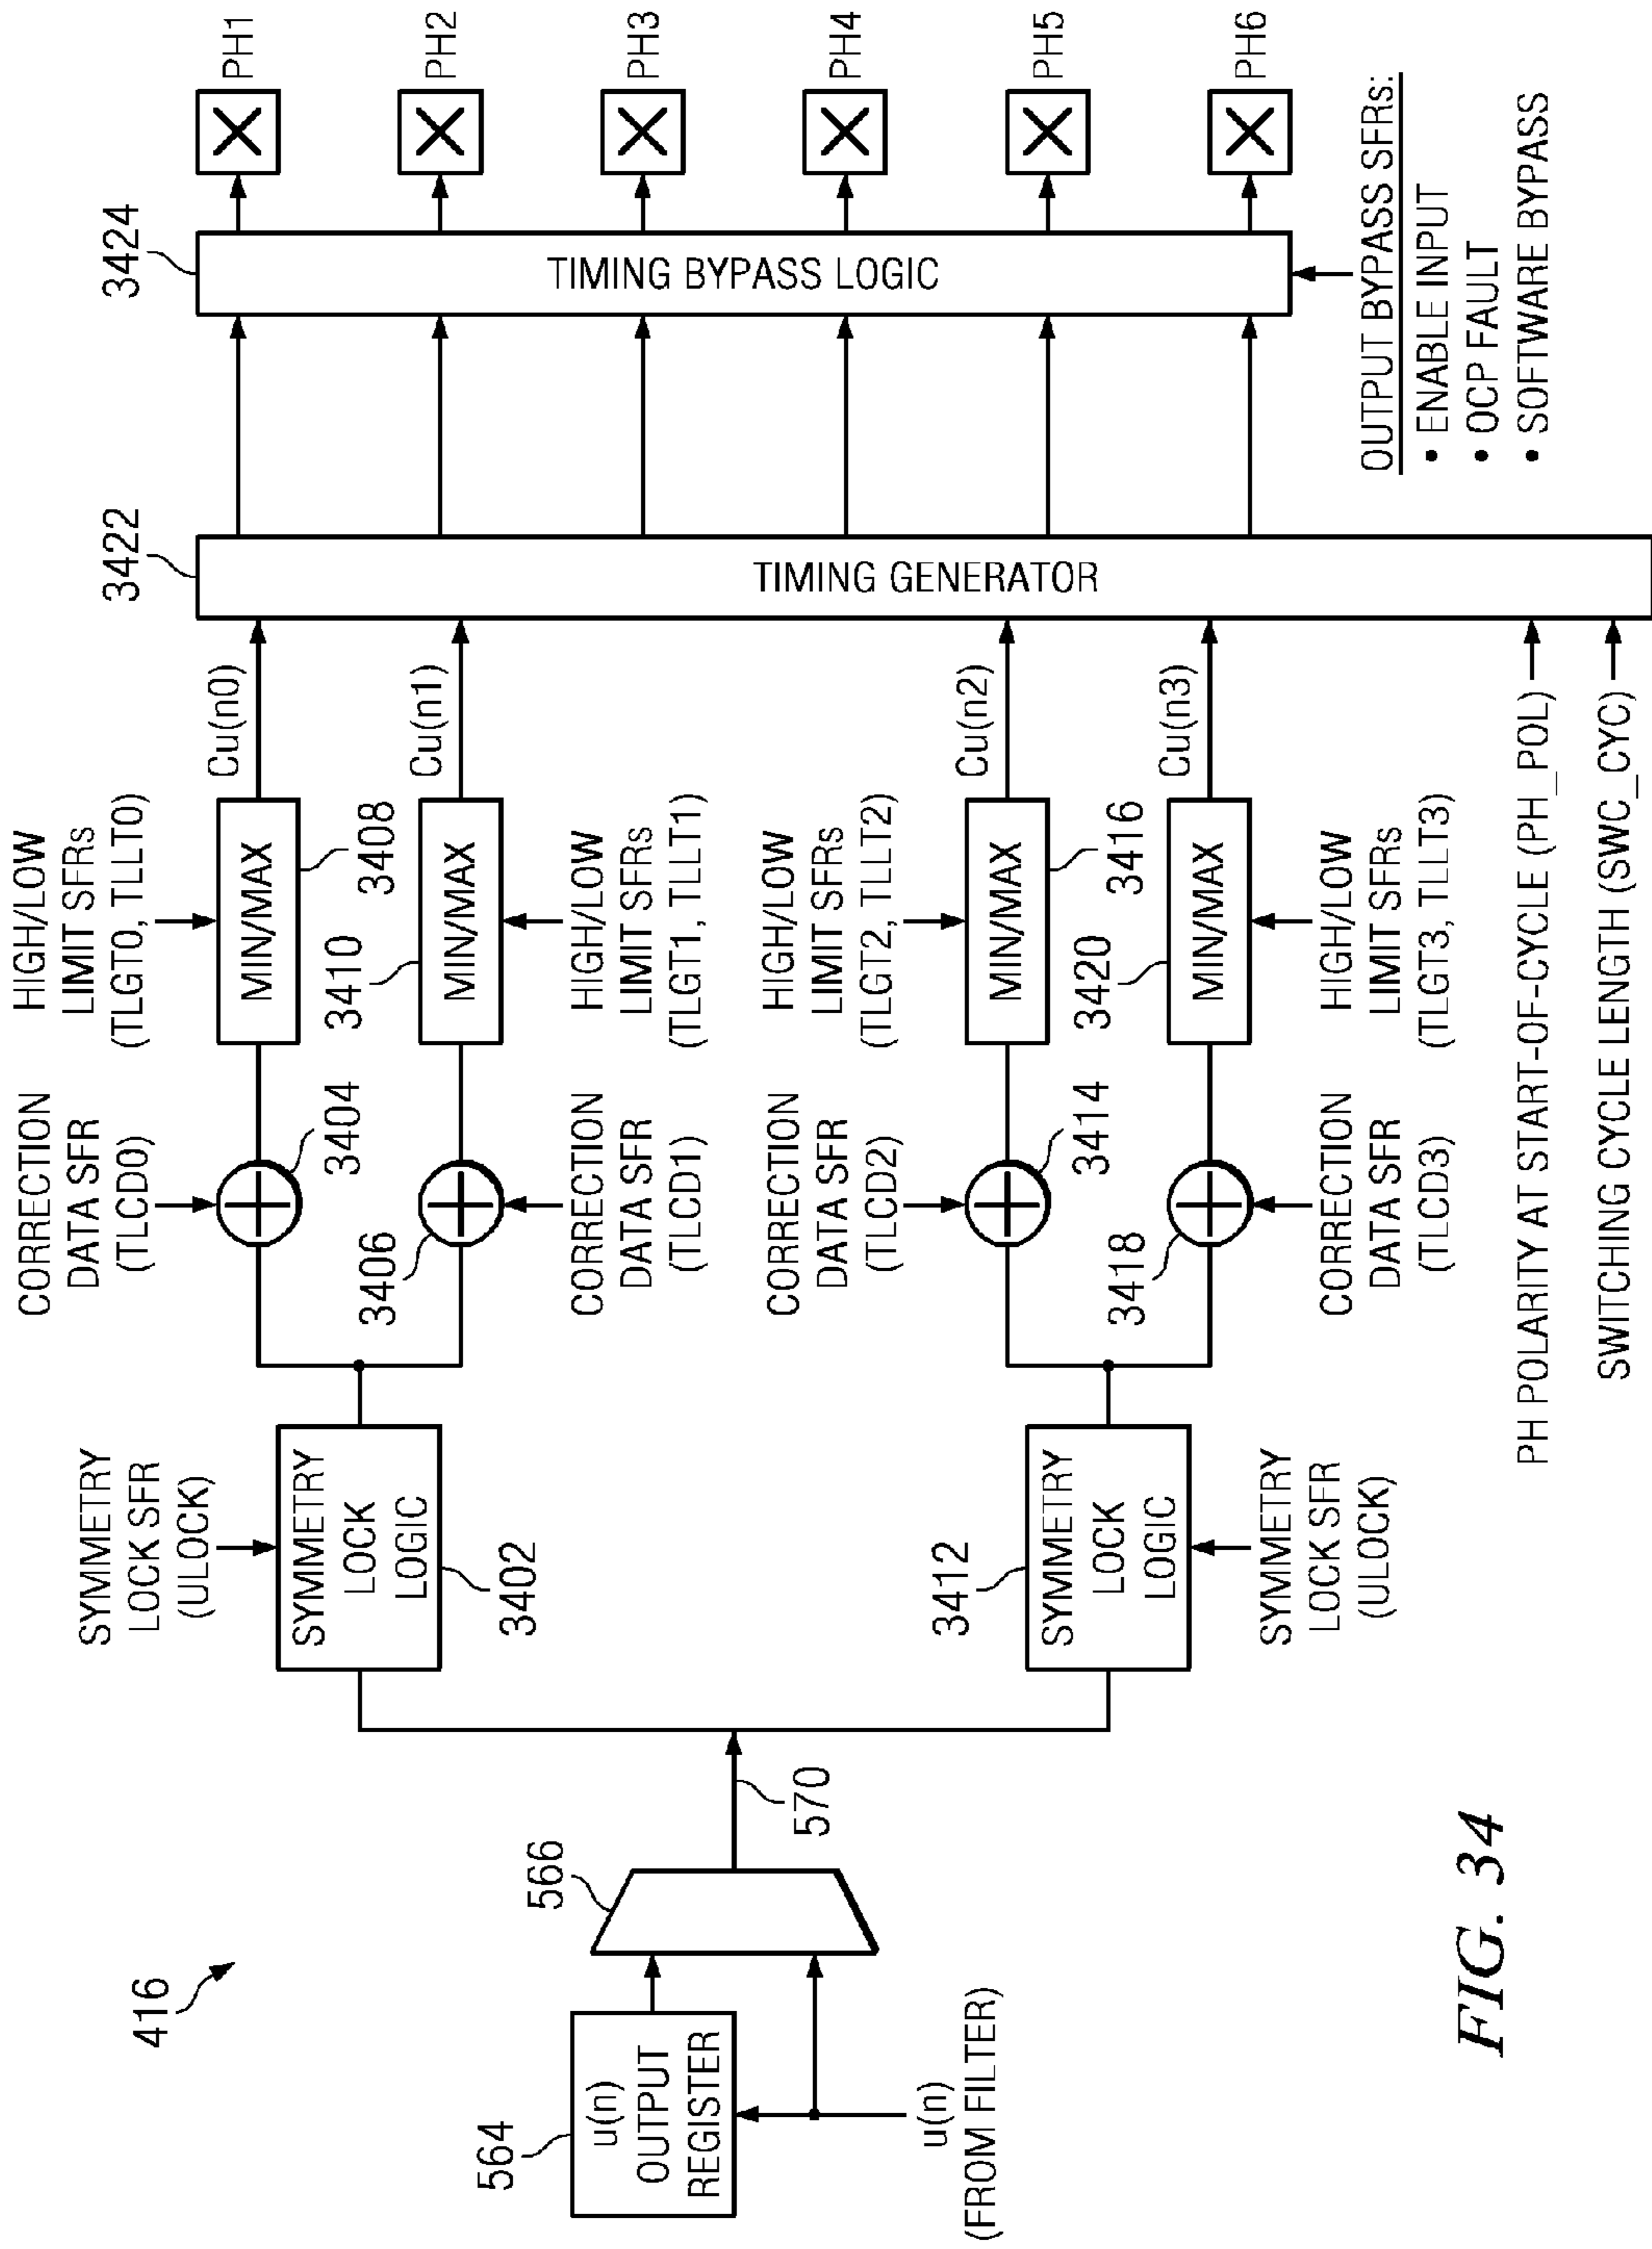 416
564
u(n)
OUTPUT
REGISTER
u(n)
(FROM FILTER)
566
570
SYMMETRY
LOCK SFR
(ULOCK)
SYMMETRY
LOCK
LOGIC
3402
3412
SYMMETRY
LOCK
LOGIC
SYMMETRY
LOCK SFR
(ULOCK)
CORRECTION
DATA SFR
(TLCD0)
3404
3406
CORRECTION
DATA SFR
(TLCD1)
CORRECTION
DATA SFR
(TLCD2)
3414
3418
CORRECTION
DATA SFR
(TLCD3)
HIGH/LOW
LIMIT SFRs
(TLGT0, TLLT0)
MIN/MAX
3408
3410
MIN/MAX
HIGH/LOW
LIMIT SFRs
(TLGT1, TLLT1)
HIGH/LOW
LIMIT SFRs
(TLGT2, TLLT2)
MIN/MAX
3416
3420
MIN/MAX
HIGH/LOW
LIMIT SFRs
(TLGT3, TLLT3)
Cu(n0)
Cu(n1)
Cu(n2)
Cu(n3)
PH POLARITY AT START-OF-CYCLE (PH_POL)
SWITCHING CYCLE LENGTH (SWC_CYC)
3422
TIMING GENERATOR
3424
TIMING BYPASS LOGIC
OUTPUT BYPASS SFRs:
• ENABLE INPUT
• OCP FAULT
• SOFTWARE BYPASS
PH1
PH2
PH3
PH4
PH5
PH6
FIG. 34